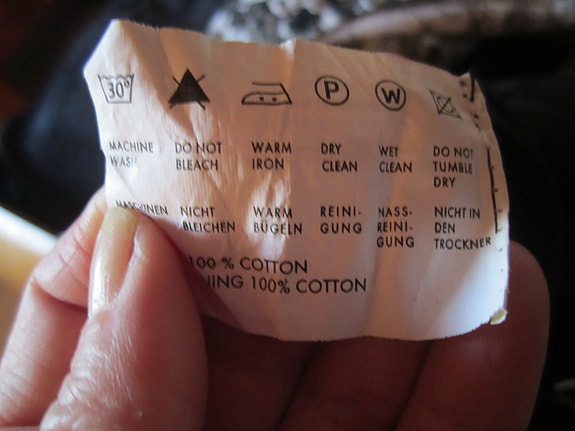 30°
P
W
MACHINE WASH
DO NOT BLEACH
WARM IRON
DRY CLEAN
WET CLEAN
DO NOT TUMBLE DRY
MASCHINEN
NICHT BLEICHEN
WARM BÜGELN
REINI-GUNG
NASS-REINI-GUNG
NICHT IN DEN TROCKNER
100 % COTTON
100% COTTON